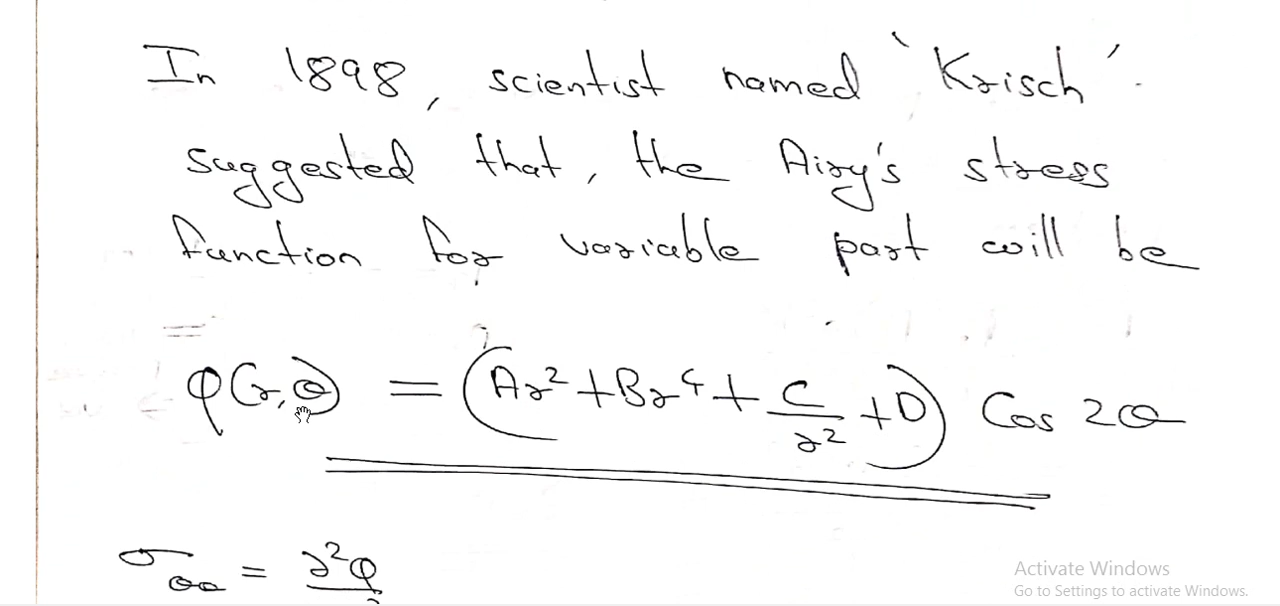 In 1898, scientist named 'Krisch'.
suggested that, the Airy's stress
function for variable part will be
=
φ(r,θ) = (Ar² + Br⁴ + C/r² + D) Cos 2θ
σθθ = ∂²φ
Activate Windows
Go to Settings to activate Windows.